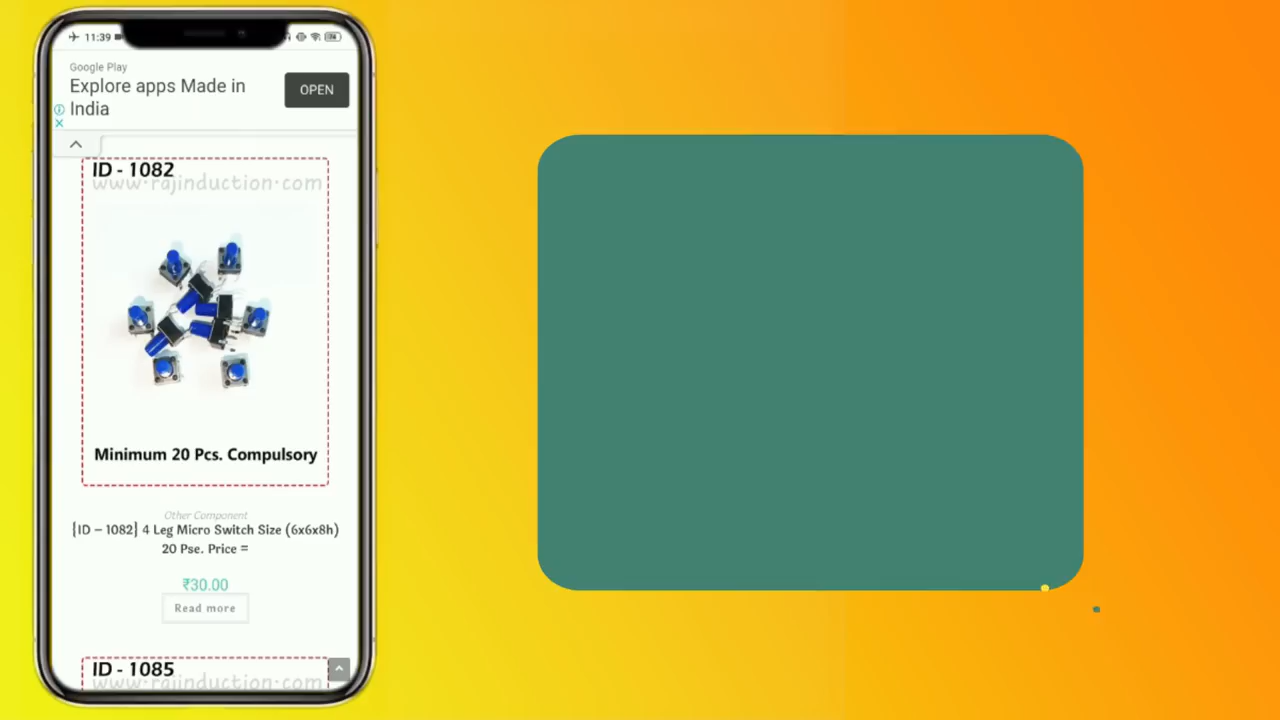 11:39
Google Play
Explore apps Made in
India
OPEN
ID - 1082
www.rajinduction.com
Minimum 20 Pcs. Compulsory
Other Component
[ID – 1082] 4 Leg Micro Switch Size (6x6x8h)
20 Pse. Price =
₹30.00
Read more
ID - 1085
www.rajinduction.com